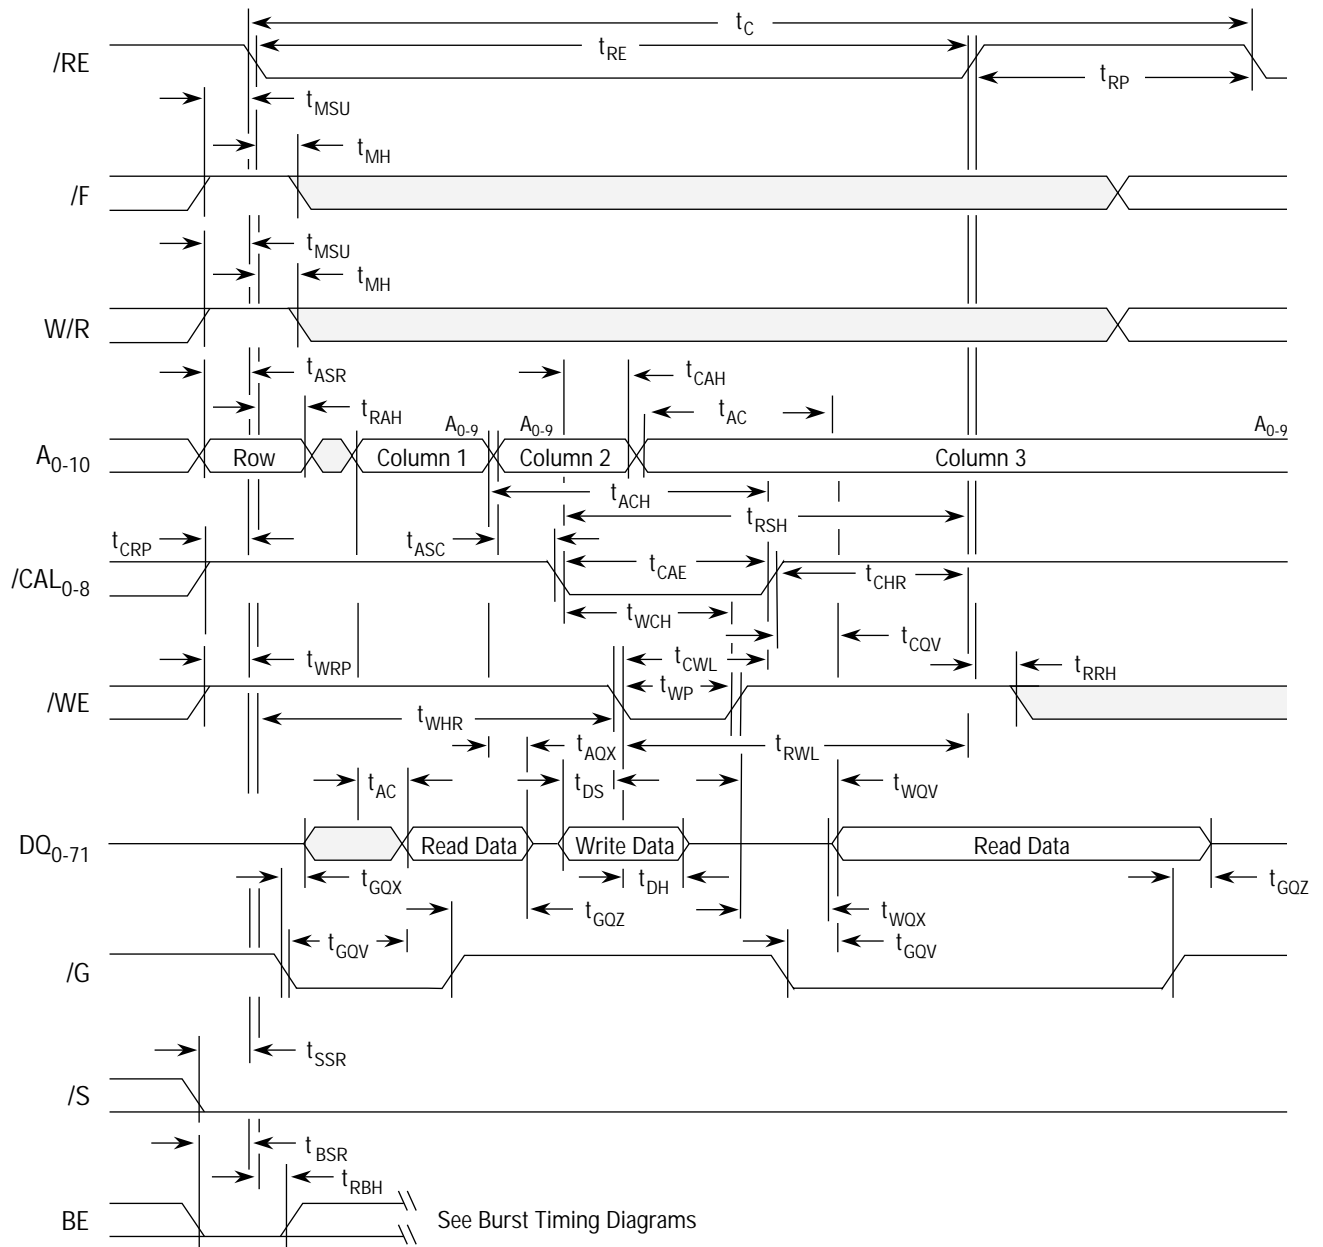 tC
/RE
tRE
tRP
tMSU
tMH
/F
tMSU
tMH
W/R
tASR
tCAH
tRAH
tAC
A0-9
A0-9
A0-9
A0-10
Row
Column 1
Column 2
Column 3
tACH
tRSH
tCRP
tASC
tCAE
tCHR
/CAL0-8
tWCH
tCQV
tWRP
tCWL
tRRH
tWP
/WE
tWHR
tAQX
tRWL
tAC
tDS
tWQV
DQ0-71
Read Data
Write Data
Read Data
tGQX
tDH
tGQZ
tGQZ
tWQX
tGQV
tGQV
/G
tSSR
/S
tBSR
tRBH
BE
See Burst Timing Diagrams